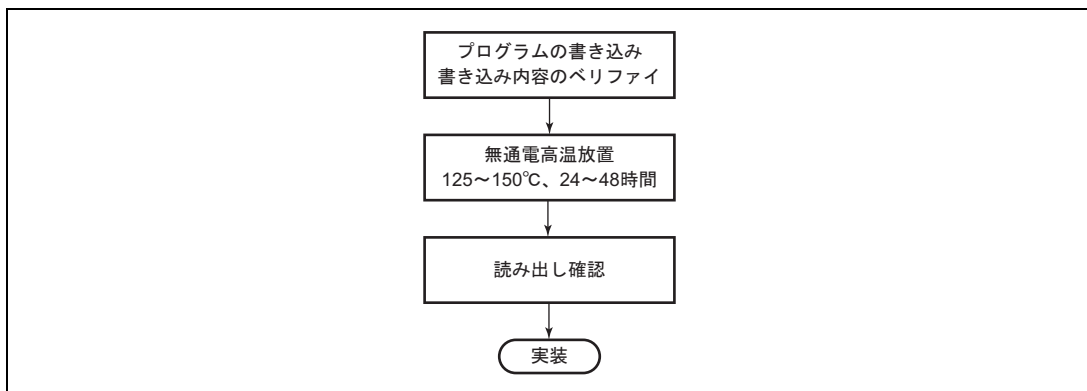 プログラムの書き込み
書き込み内容のベリファイ
無通電高温放置
125～150℃、24～48時間
読み出し確認
実装